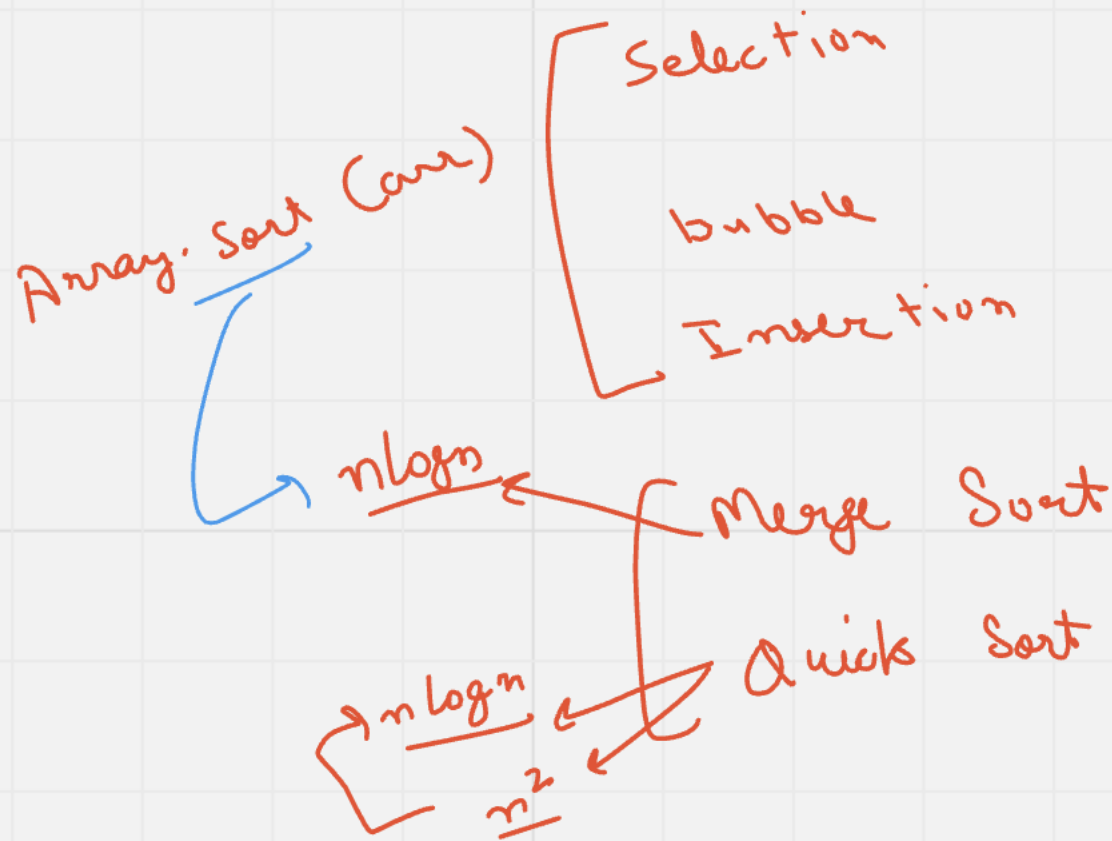 Selection
Array. Sort (arr)
bubble
Insertion
nlogn
Merge Sort
Quick Sort
nlogn
n²